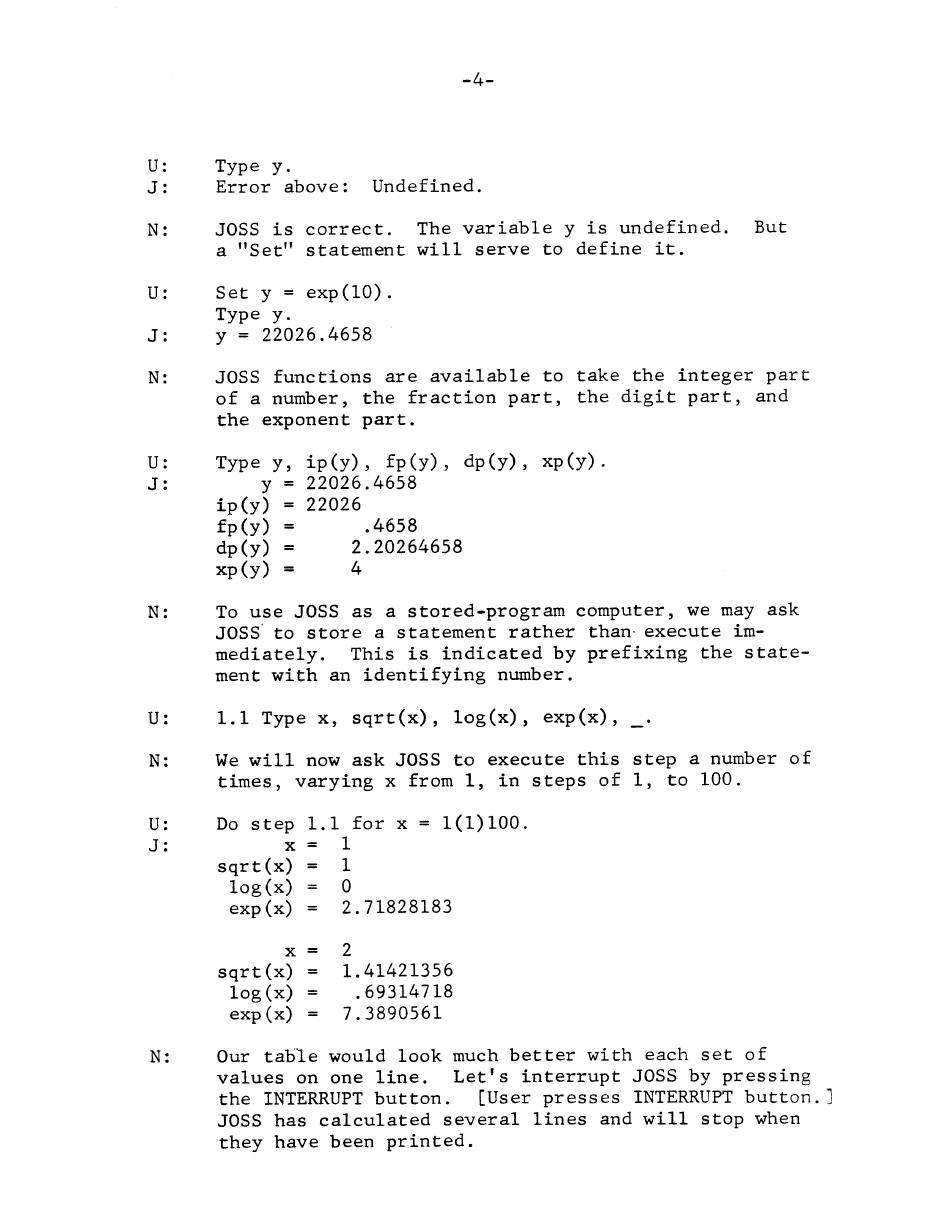 -4-
U: Type y.
J: Error above: Undefined.
N: JOSS is correct. The variable y is undefined. But
a "Set" statement will serve to define it.
U: Set y = exp(10).
Type y.
J: y = 22026.4658
N: JOSS functions are available to take the integer part
of a number, the fraction part, the digit part, and
the exponent part.
U: Type y, ip(y), fp(y), dp(y), xp(y).
J: y = 22026.4658
ip(y) = 22026
fp(y) = .4658
dp(y) = 2.20264658
xp(y) = 4
N: To use JOSS as a stored-program computer, we may ask
JOSS to store a statement rather than execute im-
mediately. This is indicated by prefixing the state-
ment with an identifying number.
U: 1.1 Type x, sqrt(x), log(x), exp(x), _.
N: We will now ask JOSS to execute this step a number of
times, varying x from 1, in steps of 1, to 100.
U: Do step 1.1 for x = 1(1)100.
J: x = 1
sqrt(x) = 1
log(x) = 0
exp(x) = 2.71828183
x = 2
sqrt(x) = 1.41421356
log(x) = .69314718
exp(x) = 7.3890561
N: Our table would look much better with each set of
values on one line. Let's interrupt JOSS by pressing
the INTERRUPT button. [User presses INTERRUPT button.]
JOSS has calculated several lines and will stop when
they have been printed.